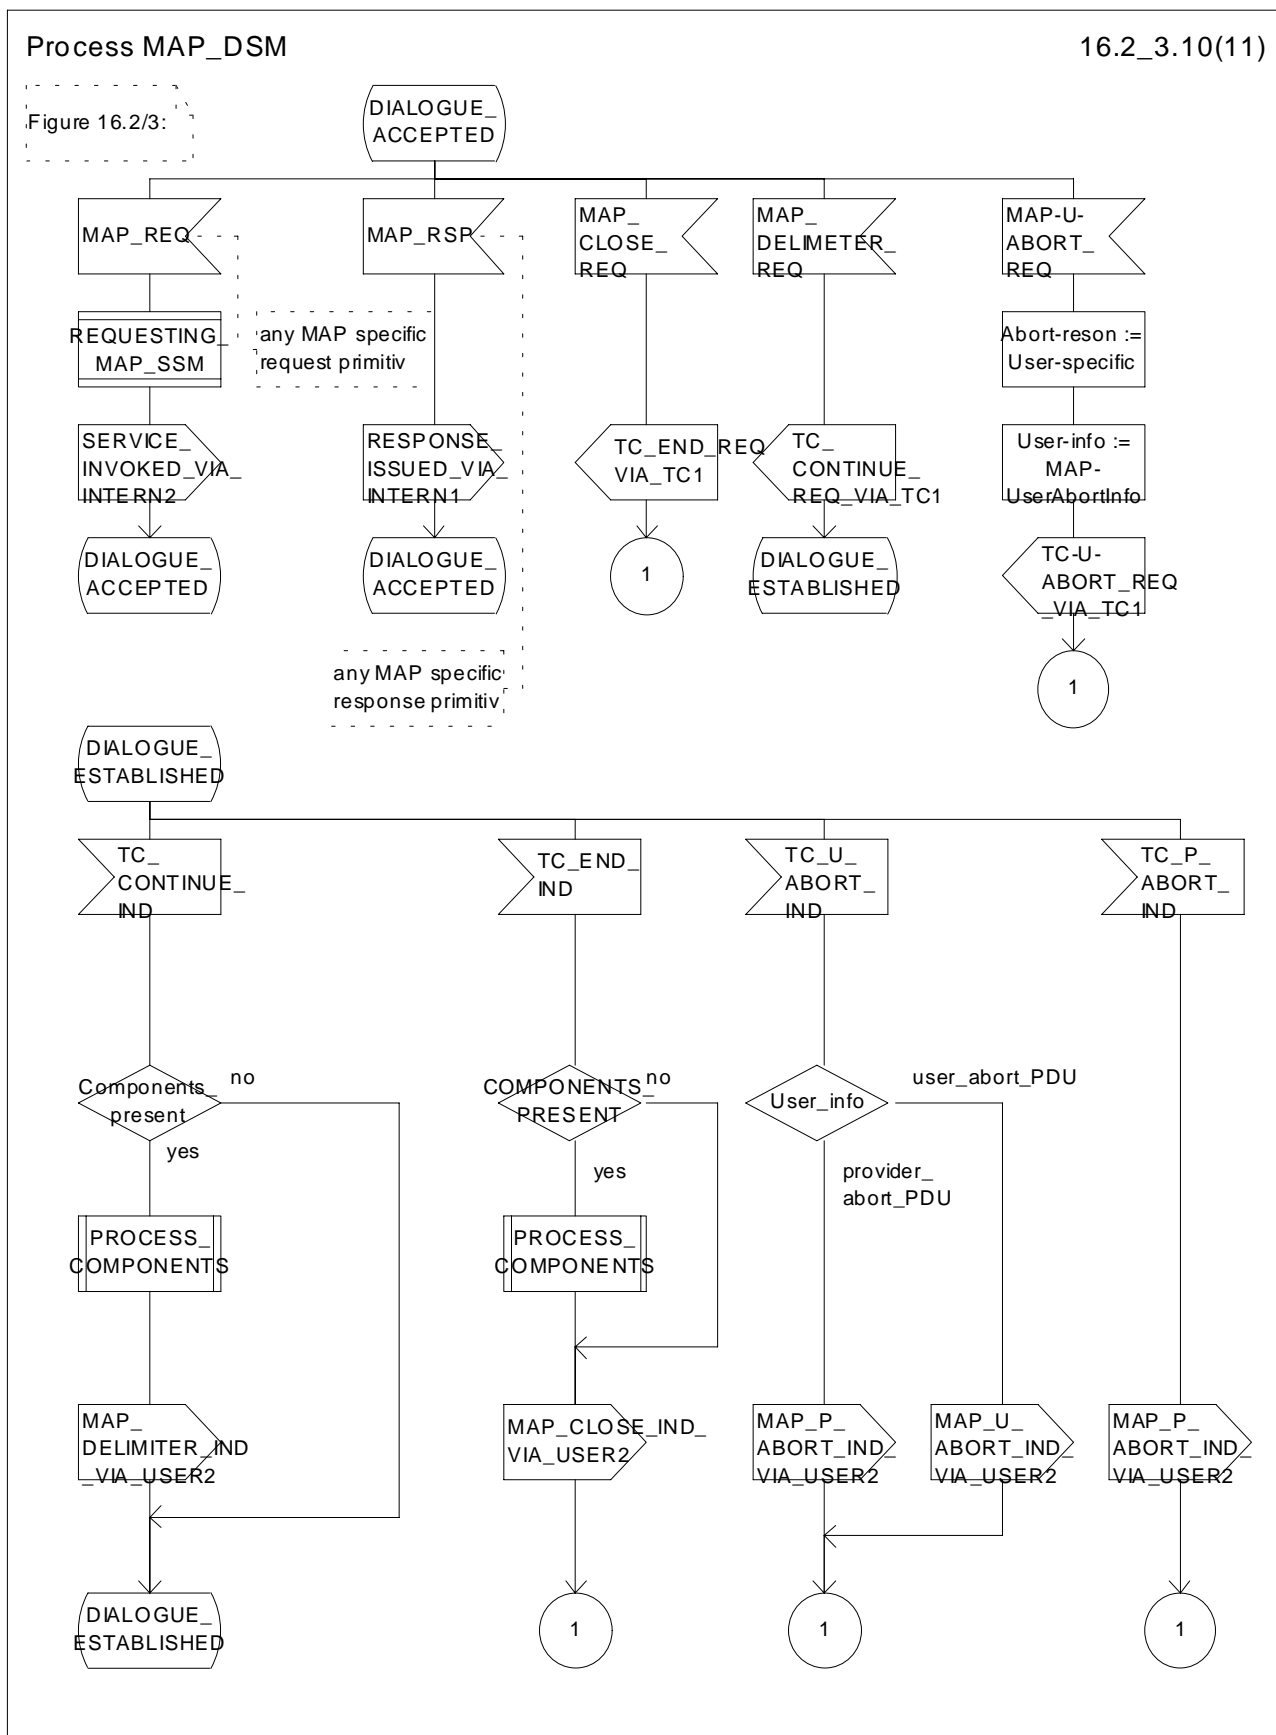 Process MAP_DSM
16.2_3.10(11)
Figure 16.2/3:
DIALOGUE_
ACCEPTED
MAP_REQ
MAP_RSP
MAP_
CLOSE_
REQ
MAP_
DELIMETER_
REQ
MAP-U-
ABORT_
REQ
REQUESTING_
MAP_SSM
any MAP specific
request primitiv
Abort-reson :=
User-specific
SERVICE_
INVOKED_VIA_
INTERN2
RESPONSE_
ISSUED_VIA_
INTERN1
TC_END_REQ
VIA_TC1
TC_
CONTINUE_
REQ_VIA_TC1
User-info :=
MAP-
UserAbortInfo
DIALOGUE_
ACCEPTED
DIALOGUE_
ACCEPTED
1
DIALOGUE_
ESTABLISHED
TC-U-
ABORT_REQ
_VIA_TC1
any MAP specific
response primitiv
1
DIALOGUE_
ESTABLISHED
TC_
CONTINUE_
IND
TC_END_
IND
TC_U_
ABORT_
IND
TC_P_
ABORT_
IND
Components_
present
no
yes
COMPONENTS_
PRESENT
no
yes
User_info
user_abort_PDU
provider_
abort_PDU
PROCESS_
COMPONENTS
PROCESS_
COMPONENTS
MAP_
DELIMITER_IND
_VIA_USER2
MAP_CLOSE_IND_
VIA_USER2
MAP_P_
ABORT_IND_
VIA_USER2
MAP_U_
ABORT_IND_
VIA_USER2
MAP_P_
ABORT_IND_
VIA_USER2
DIALOGUE_
ESTABLISHED
1
1
1